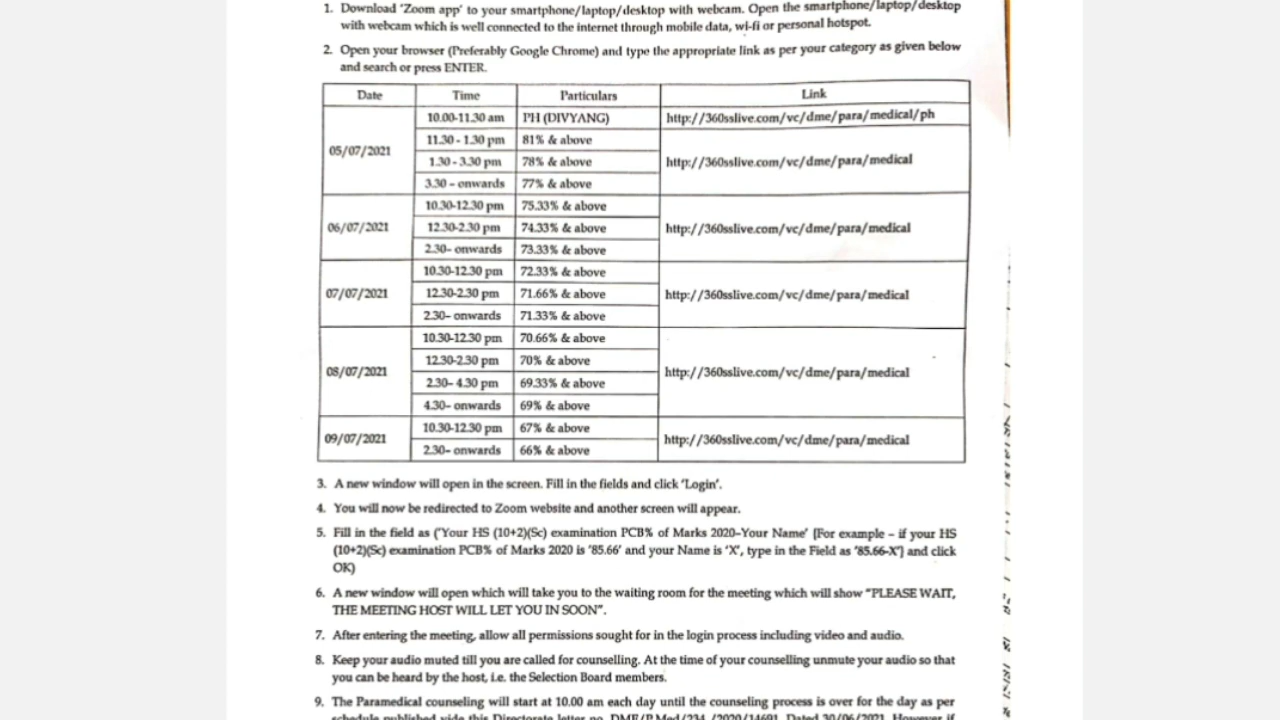 1. Download 'Zoom app' to your smartphone/laptop/desktop with webcam. Open the smartphone/laptop/desktop
with webcam which is well connected to the internet through mobile data, wi-fi or personal hotspot.
2. Open your browser (Preferably Google Chrome) and type the appropriate link as per your category as given below
and search or press ENTER.
Date Time Particulars Link
05/07/2021
10.00-11.30 am PH (DIVYANG) http://360sslive.com/vc/dme/para/medical/ph
11.30 - 1.30 pm 81% & above
1.30 - 3.30 pm 78% & above http://360sslive.com/vc/dme/para/medical
3.30 - onwards 77% & above
10.30-12.30 pm 75.33% & above
06/07/2021 12.30-2.30 pm 74.33% & above http://360sslive.com/vc/dme/para/medical
2.30- onwards 73.33% & above
10.30-12.30 pm 72.33% & above
07/07/2021 12.30-2.30 pm 71.66% & above http://360sslive.com/vc/dme/para/medical
2.30- onwards 71.33% & above
10.30-12.30 pm 70.66% & above
12.30-2.30 pm 70% & above
08/07/2021 http://360sslive.com/vc/dme/para/medical
2.30- 4.30 pm 69.33% & above
4.30- onwards 69% & above
10.30-12.30 pm 67% & above
09/07/2021 http://360sslive.com/vc/dme/para/medical
2.30- onwards 66% & above
3. A new window will open in the screen. Fill in the fields and click 'Login'.
4. You will now be redirected to Zoom website and another screen will appear.
5. Fill in the field as ('Your HS (10+2)(Sc) examination PCB% of Marks 2020-Your Name' [For example – if your HS
(10+2)(Sc) examination PCB% of Marks 2020 is '85.66' and your Name is 'X', type in the Field as '85.66-X'] and click
OK)
6. A new window will open which will take you to the waiting room for the meeting which will show "PLEASE WAIT,
THE MEETING HOST WILL LET YOU IN SOON".
7. After entering the meeting, allow all permissions sought for in the login process including video and audio.
8. Keep your audio muted till you are called for counselling. At the time of your counselling unmute your audio so that
you can be heard by the host, i.e. the Selection Board members.
9. The Paramedical counseling will start at 10.00 am each day until the counseling process is over for the day as per
schedule published vide this Directorate letter no. DME/P.Med/234 /2020/14691 Dated 30/06/2021. However if